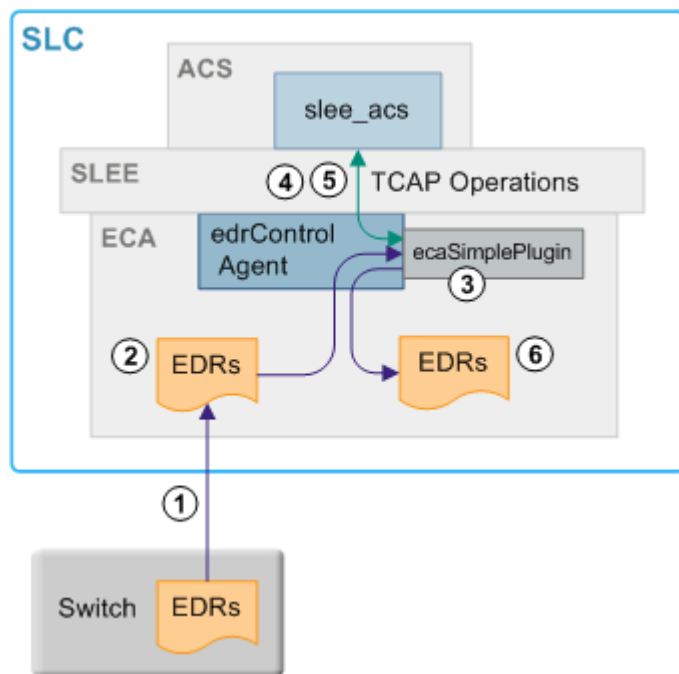 SLC
ACS
slee_acs
SLEE
4
5
TCAP Operations
ECA
edrControl
Agent
ecaSimplePlugin
3
2
EDRs
EDRs
6
1
Switch
EDRs